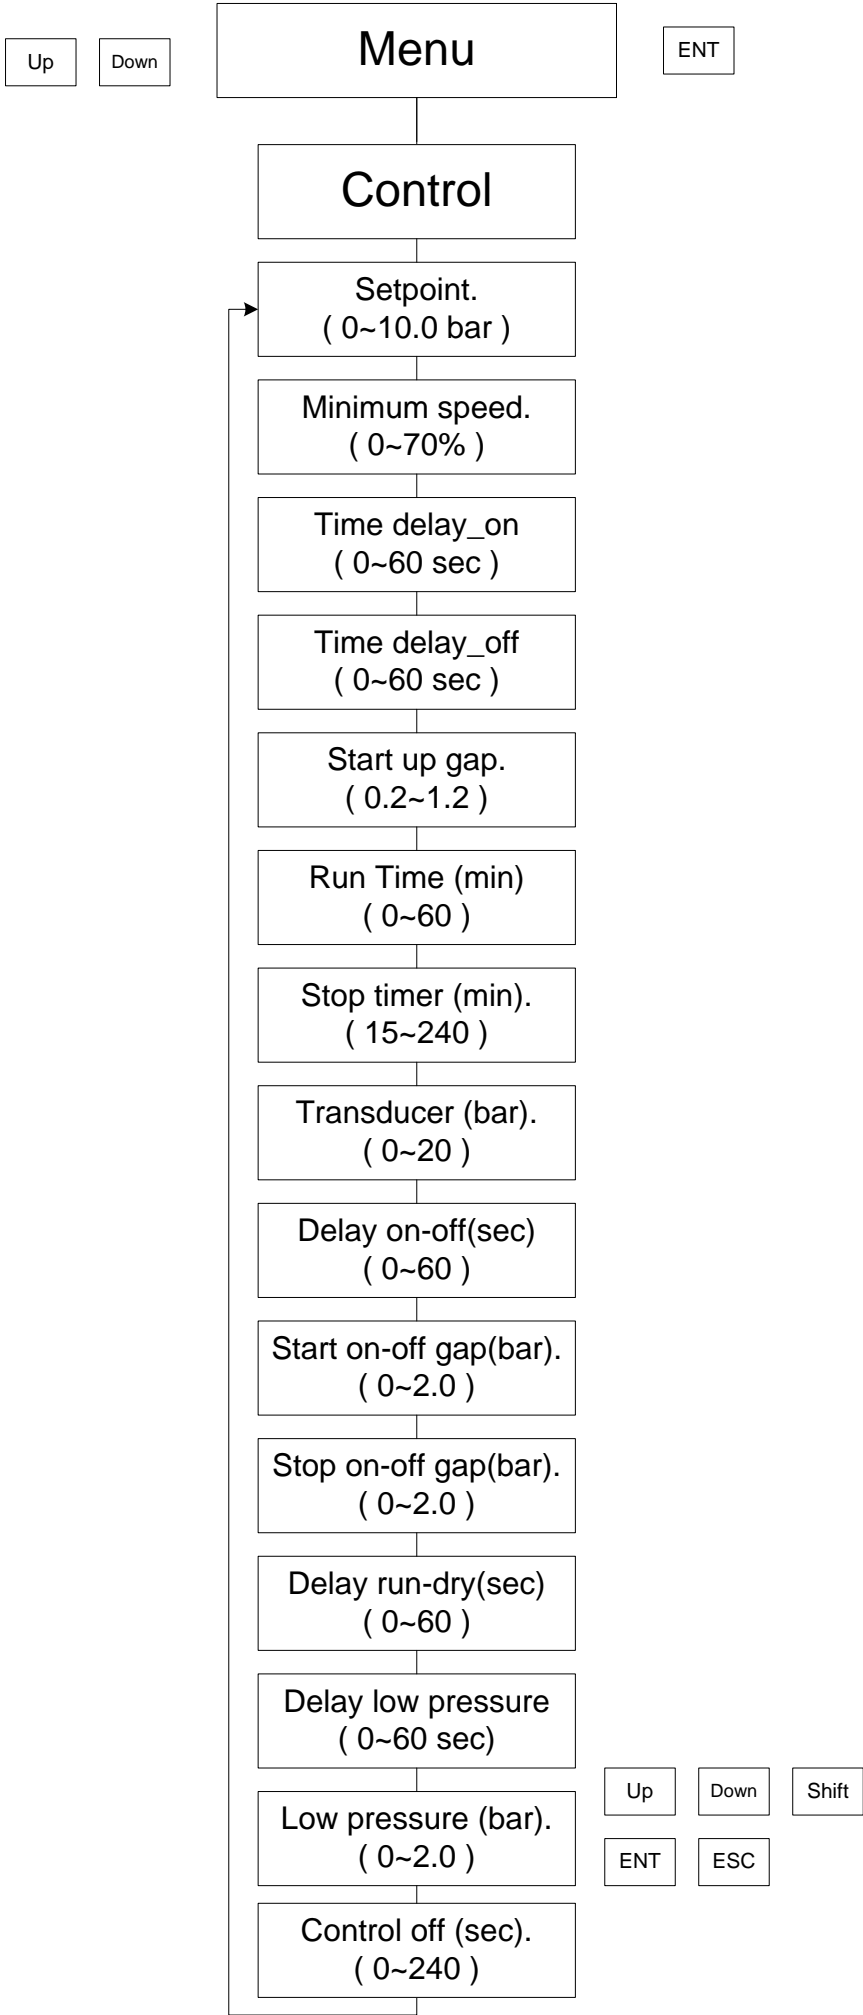 Up
Down
Menu
ENT
Control
Setpoint.
( 0~10.0 bar )
Minimum speed.
( 0~70% )
Time delay_on
( 0~60 sec )
Time delay_off
( 0~60 sec )
Start up gap.
( 0.2~1.2 )
Run Time (min)
( 0~60 )
Stop timer (min).
( 15~240 )
Transducer (bar).
( 0~20 )
Delay on-off(sec)
( 0~60 )
Start on-off gap(bar).
( 0~2.0 )
Stop on-off gap(bar).
( 0~2.0 )
Delay run-dry(sec)
( 0~60 )
Delay low pressure
( 0~60 sec)
Low pressure (bar).
( 0~2.0 )
Up
Down
Shift
ENT
ESC
Control off (sec).
( 0~240 )